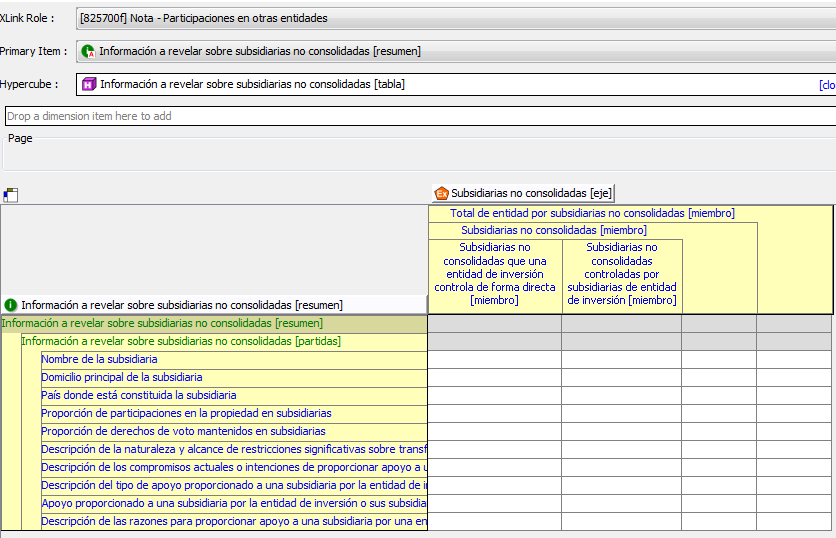 XLink Role : [825700f] Nota - Participaciones en otras entidades
Primary Item : Información a revelar sobre subsidiarias no consolidadas [resumen]
Hypercube : Información a revelar sobre subsidiarias no consolidadas [tabla] [clo
Drop a dimension item here to add
Page
Subsidiarias no consolidadas [eje]
Total de entidad por subsidiarias no consolidadas [miembro]
Subsidiarias no consolidadas [miembro]
Subsidiarias no
consolidadas que una
entidad de inversión
controla de forma directa
[miembro]
Subsidiarias no
consolidadas
controladas por
subsidiarias de entidad
de inversión [miembro]
Información a revelar sobre subsidiarias no consolidadas [resumen]
Información a revelar sobre subsidiarias no consolidadas [resumen]
Información a revelar sobre subsidiarias no consolidadas [partidas]
Nombre de la subsidiaria
Domicilio principal de la subsidiaria
País donde está constituida la subsidiaria
Proporción de participaciones en la propiedad en subsidiarias
Proporción de derechos de voto mantenidos en subsidiarias
Descripción de la naturaleza y alcance de restricciones significativas sobre transf
Descripción de los compromisos actuales o intenciones de proporcionar apoyo a u
Descripción del tipo de apoyo proporcionado a una subsidiaria por la entidad de in
Apoyo proporcionado a una subsidiaria por la entidad de inversión o sus subsidia
Descripción de las razones para proporcionar apoyo a una subsidiaria por una en